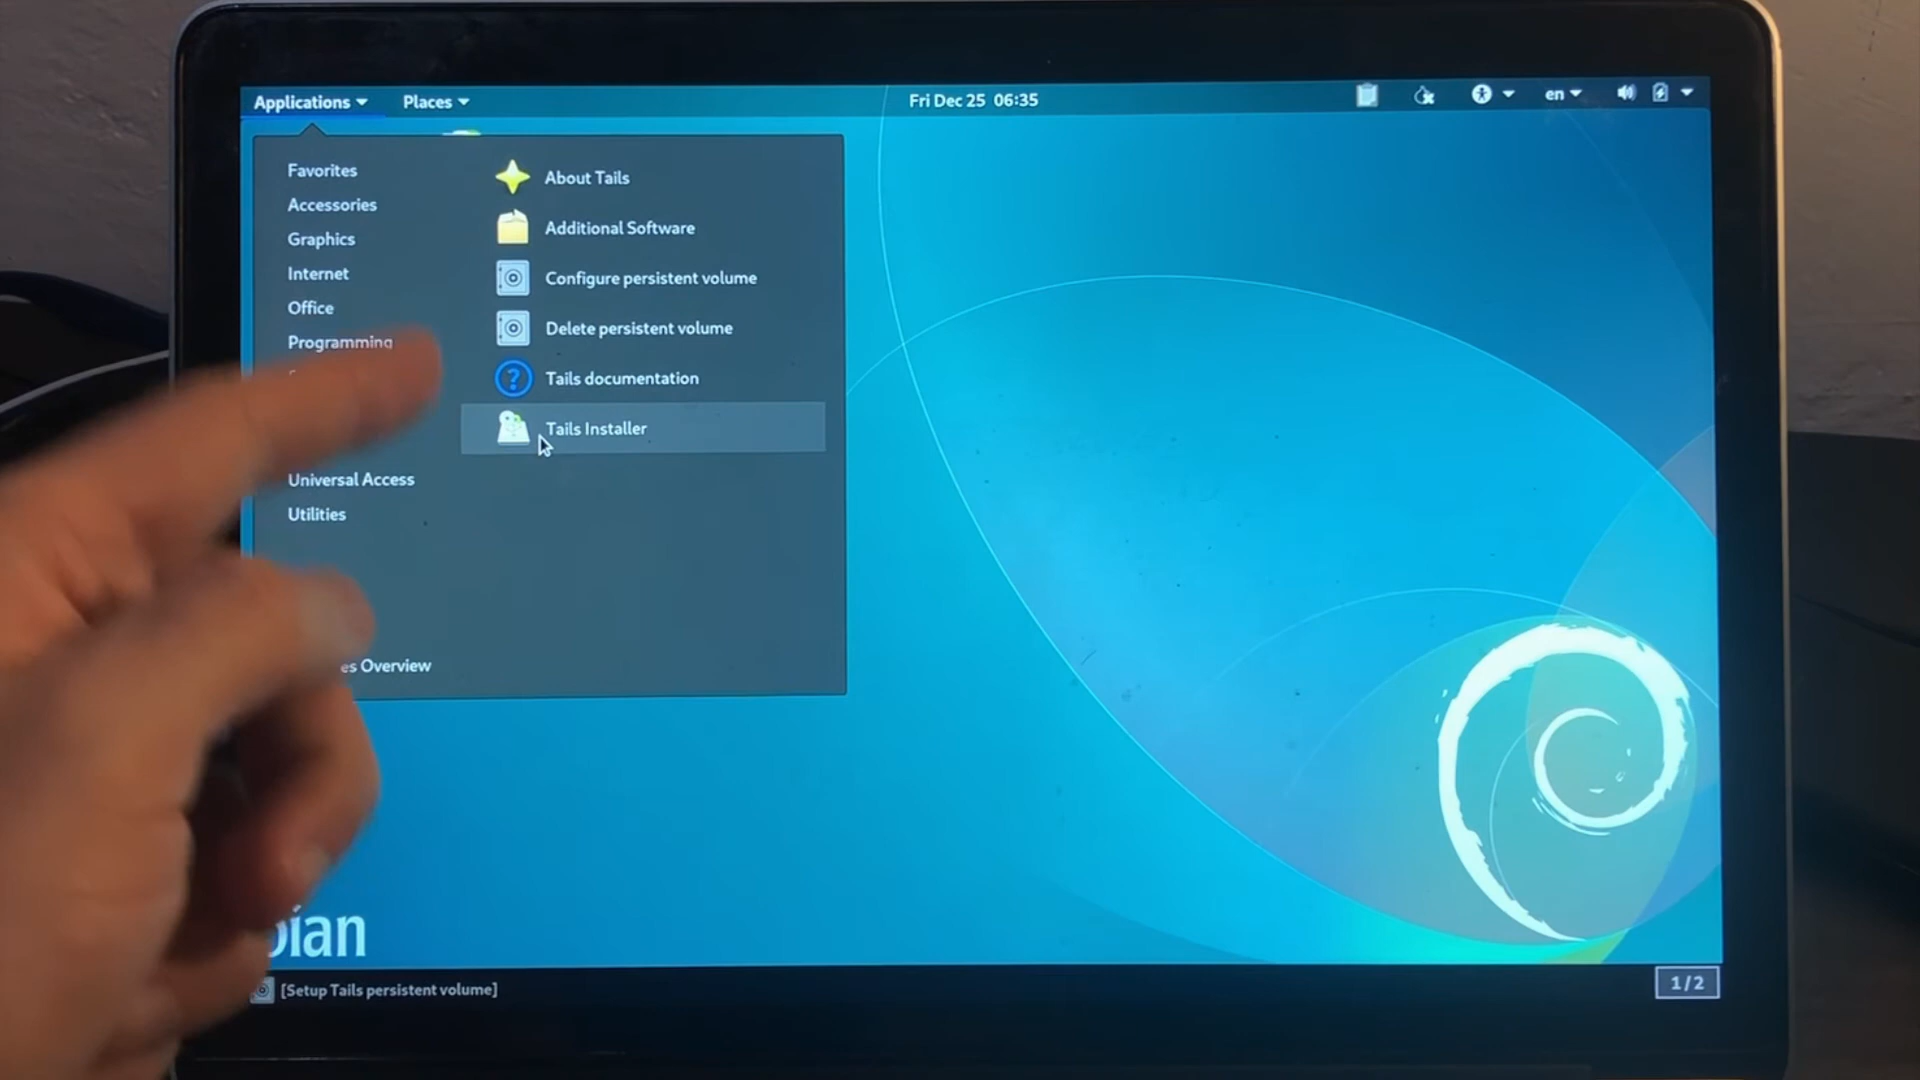 Applications Places Fri Dec 25 06:35 en
Favorites
Accessories
Graphics
Internet
Office
Programming
Universal Access
Utilities
Overview
About Tails
Additional Software
Configure persistent volume
Delete persistent volume
Tails documentation
Tails Installer
[Setup Tails persistent volume]
1/2